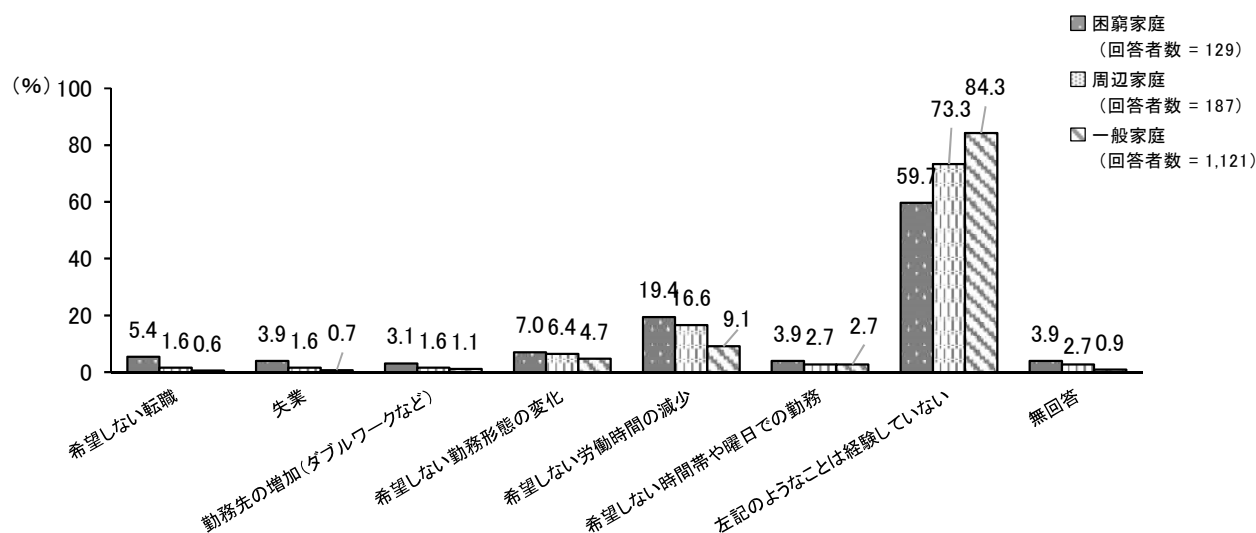 困窮家庭
（回答者数 = 129）
周辺家庭
（回答者数 = 187）
一般家庭
（回答者数 = 1,121）
（%）
100
80
60
40
20
0
5.4 1.6 0.6
3.9 1.6 0.7
3.1 1.6 1.1
7.0 6.4 4.7
19.4 16.6 9.1
3.9 2.7 2.7
59.7 73.3 84.3
3.9 2.7 0.9
希望しない転職
失業
勤務先の増加（ダブルワークなど）
希望しない勤務形態の変化
希望しない労働時間の減少
希望しない時間帯や曜日での勤務
左記のようなことは経験していない
無回答